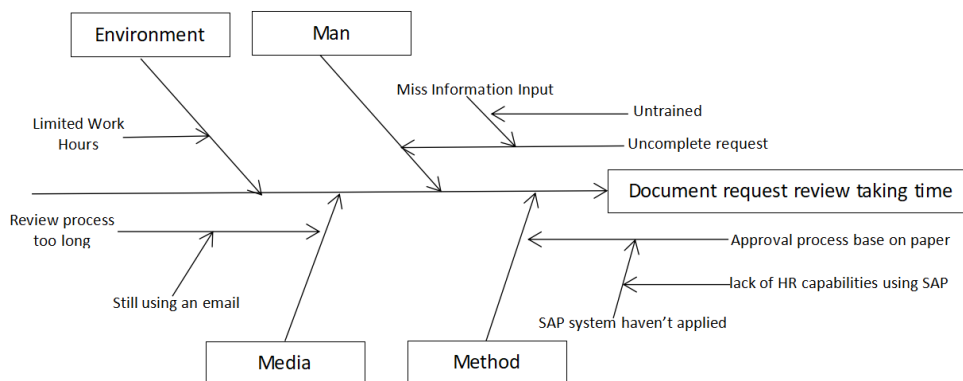 Environment
Man
Miss Information Input
Untrained
Limited Work
Hours
Uncomplete request
Document request review taking time
Review process
too long
Approval process base on paper
lack of HR capabilities using SAP
Still using an email
SAP system haven’t applied
Media
Method